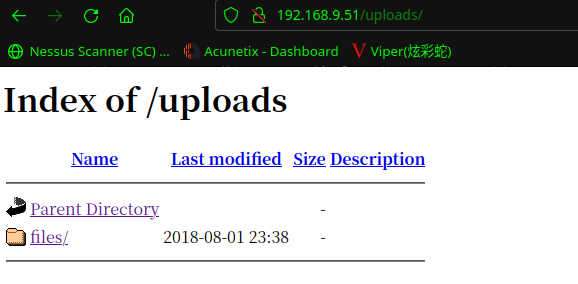 192.168.9.51/uploads/
Nessus Scanner (SC) ... Acunetix - Dashboard Viper(炫彩蛇)
Index of /uploads
Name Last modified Size Description
Parent Directory -
files/ 2018-08-01 23:38 -